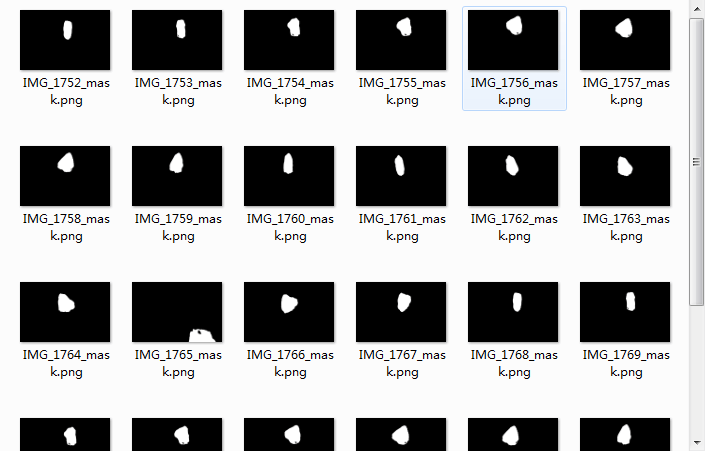 IMG_1752_mas
k.png
IMG_1753_mas
k.png
IMG_1754_mas
k.png
IMG_1755_mas
k.png
IMG_1756_mas
k.png
IMG_1757_mas
k.png
IMG_1758_mas
k.png
IMG_1759_mas
k.png
IMG_1760_mas
k.png
IMG_1761_mas
k.png
IMG_1762_mas
k.png
IMG_1763_mas
k.png
IMG_1764_mas
k.png
IMG_1765_mas
k.png
IMG_1766_mas
k.png
IMG_1767_mas
k.png
IMG_1768_mas
k.png
IMG_1769_mas
k.png